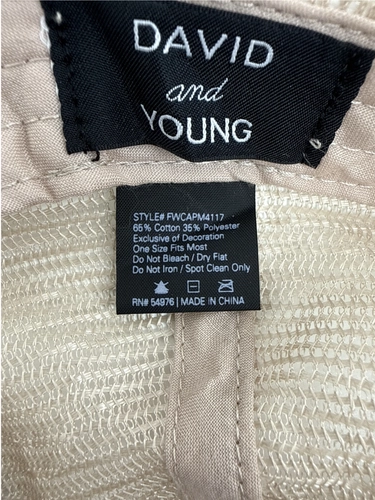 DAVID
and
YOUNG
STYLE# FWCAPM4117
65% Cotton 35% Polyester
Exclusive of Decoration
One Size Fits Most
Do Not Bleach / Dry Flat
Do Not Iron / Spot Clean Only
RN# 54976 | MADE IN CHINA